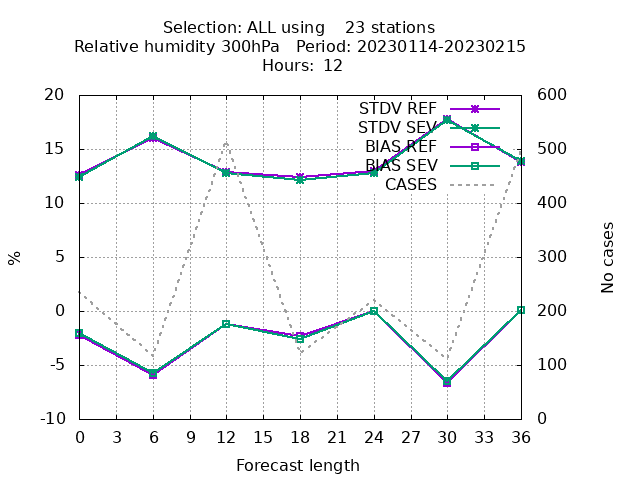 Selection: ALL using    23 stations
Relative humidity 300hPa   Period: 20230114-20230215
Hours: 12
20
15
10
5
0
-5
-10
%
600
500
400
300
200
100
0
No cases
STDV REF
STDV SEV
BIAS REF
BIAS SEV
CASES
0 3 6 9 12 15 18 21 24 27 30 33 36
Forecast length